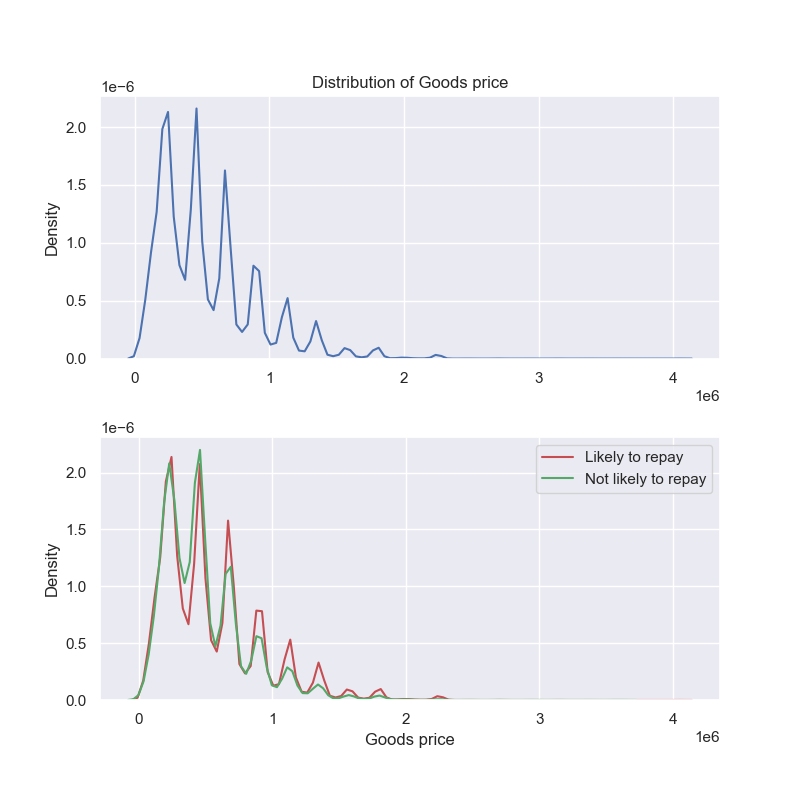 Distribution of Goods price
1e−6
2.0
1.5
1.0
0.5
0.0
Density
0 1 2 3 4
1e6
1e−6
Likely to repay
Not likely to repay
2.0
1.5
1.0
0.5
0.0
Density
0 1 2 3 4
1e6
Goods price